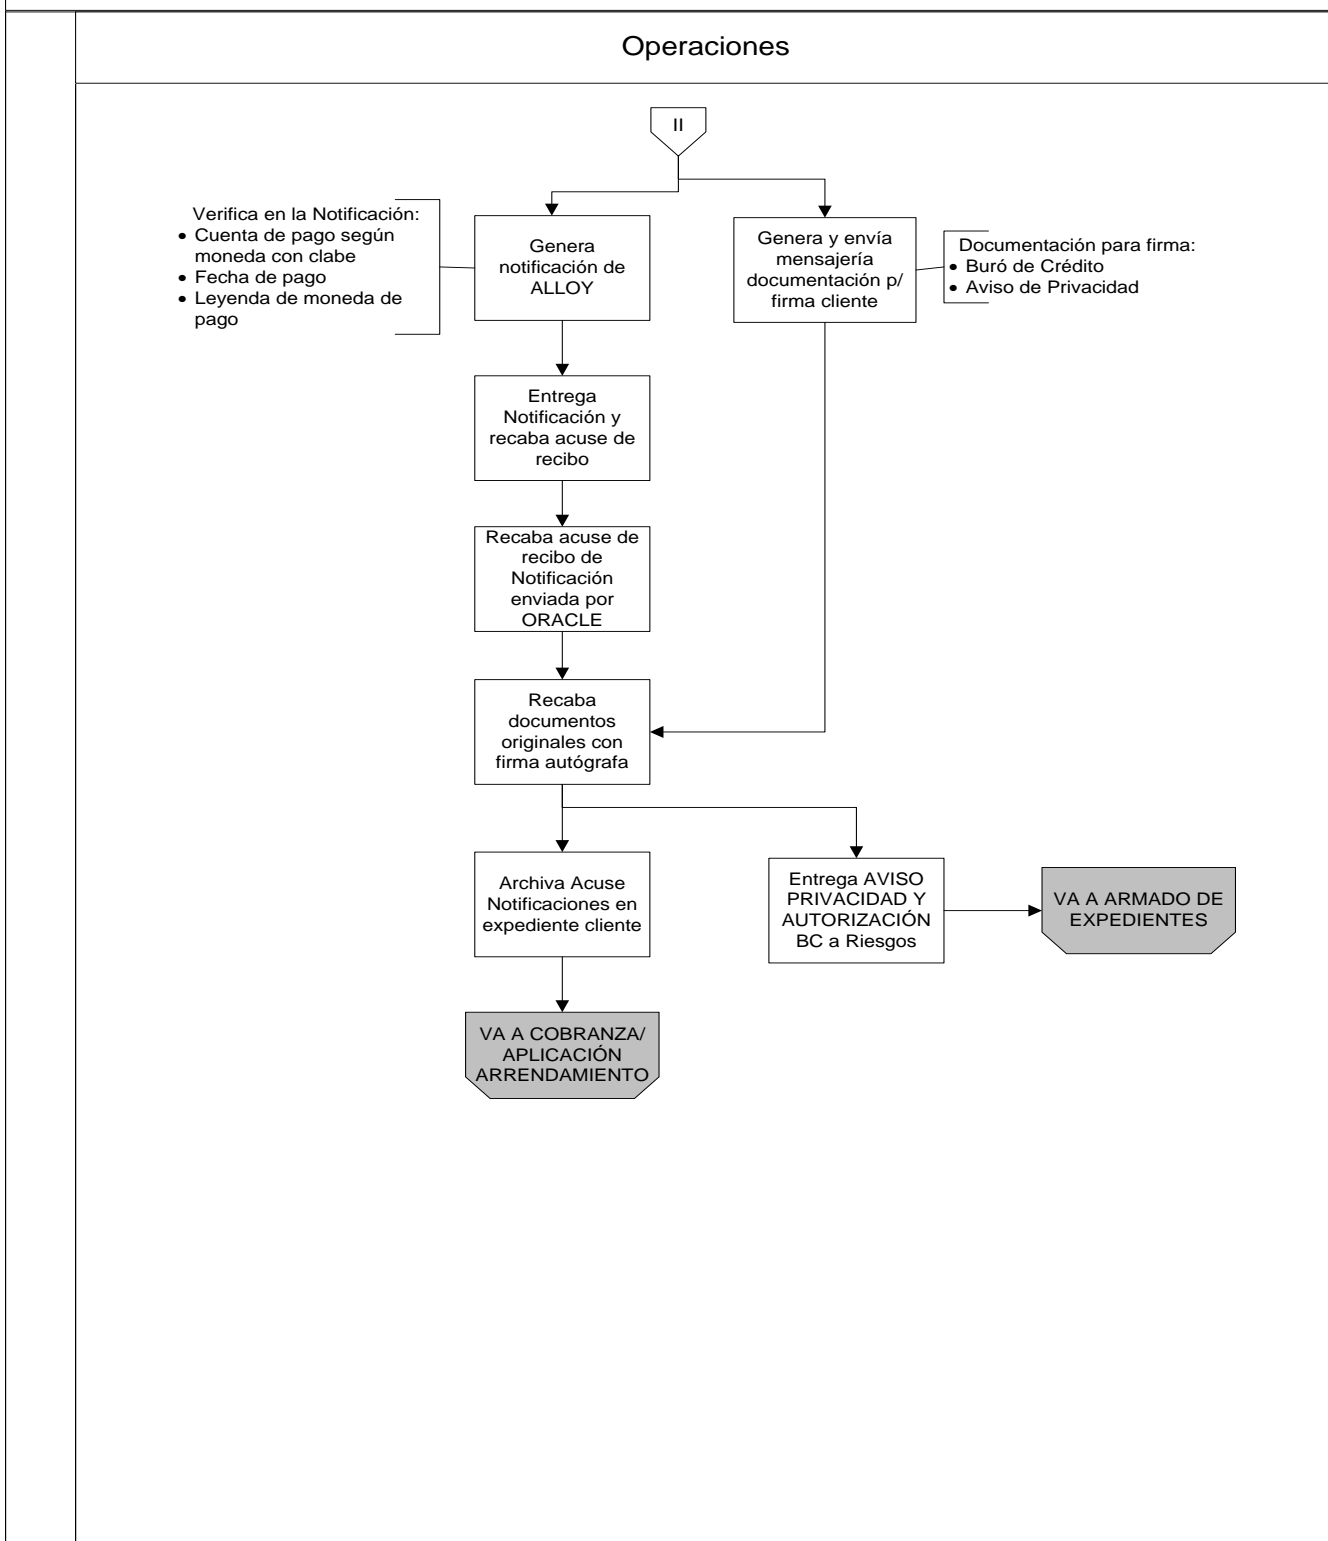 Operaciones
II
Verifica en la Notificación:
• Cuenta de pago según
moneda con clabe
• Fecha de pago
• Leyenda de moneda de
pago
Genera
notificación de
ALLOY
Genera y envía
mensajería
documentación p/
firma cliente
Documentación para firma:
• Buró de Crédito
• Aviso de Privacidad
Entrega
Notificación y
recaba acuse de
recibo
Recaba acuse de
recibo de
Notificación
enviada por
ORACLE
Recaba
documentos
originales con
firma autógrafa
Archiva Acuse
Notificaciones en
expediente cliente
Entrega AVISO
PRIVACIDAD Y
AUTORIZACIÓN
BC a Riesgos
VA A ARMADO DE
EXPEDIENTES
VA A COBRANZA/
APLICACIÓN
ARRENDAMIENTO